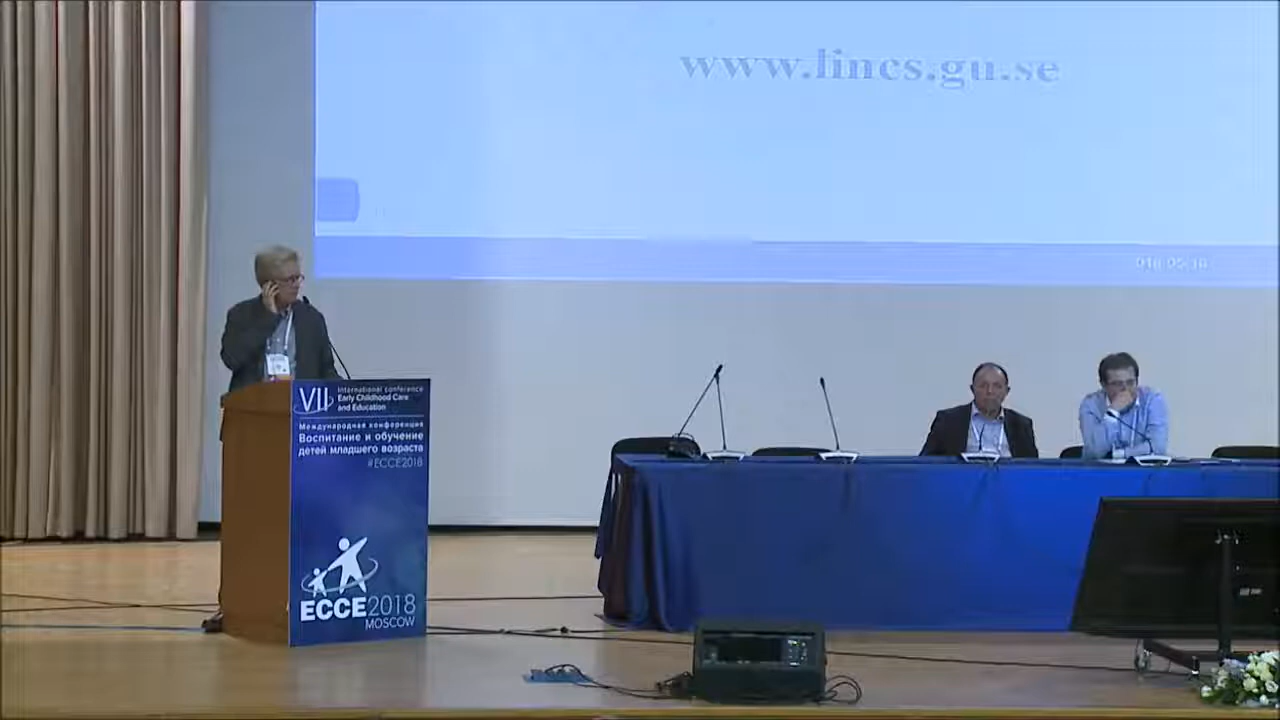 www.lincs.gu.se
VII
International conference
Early Childhood Care
and Education
Международная конференция
Воспитание и обучение
детей младшего возраста
#ECCE2018
ECCE2018
MOSCOW